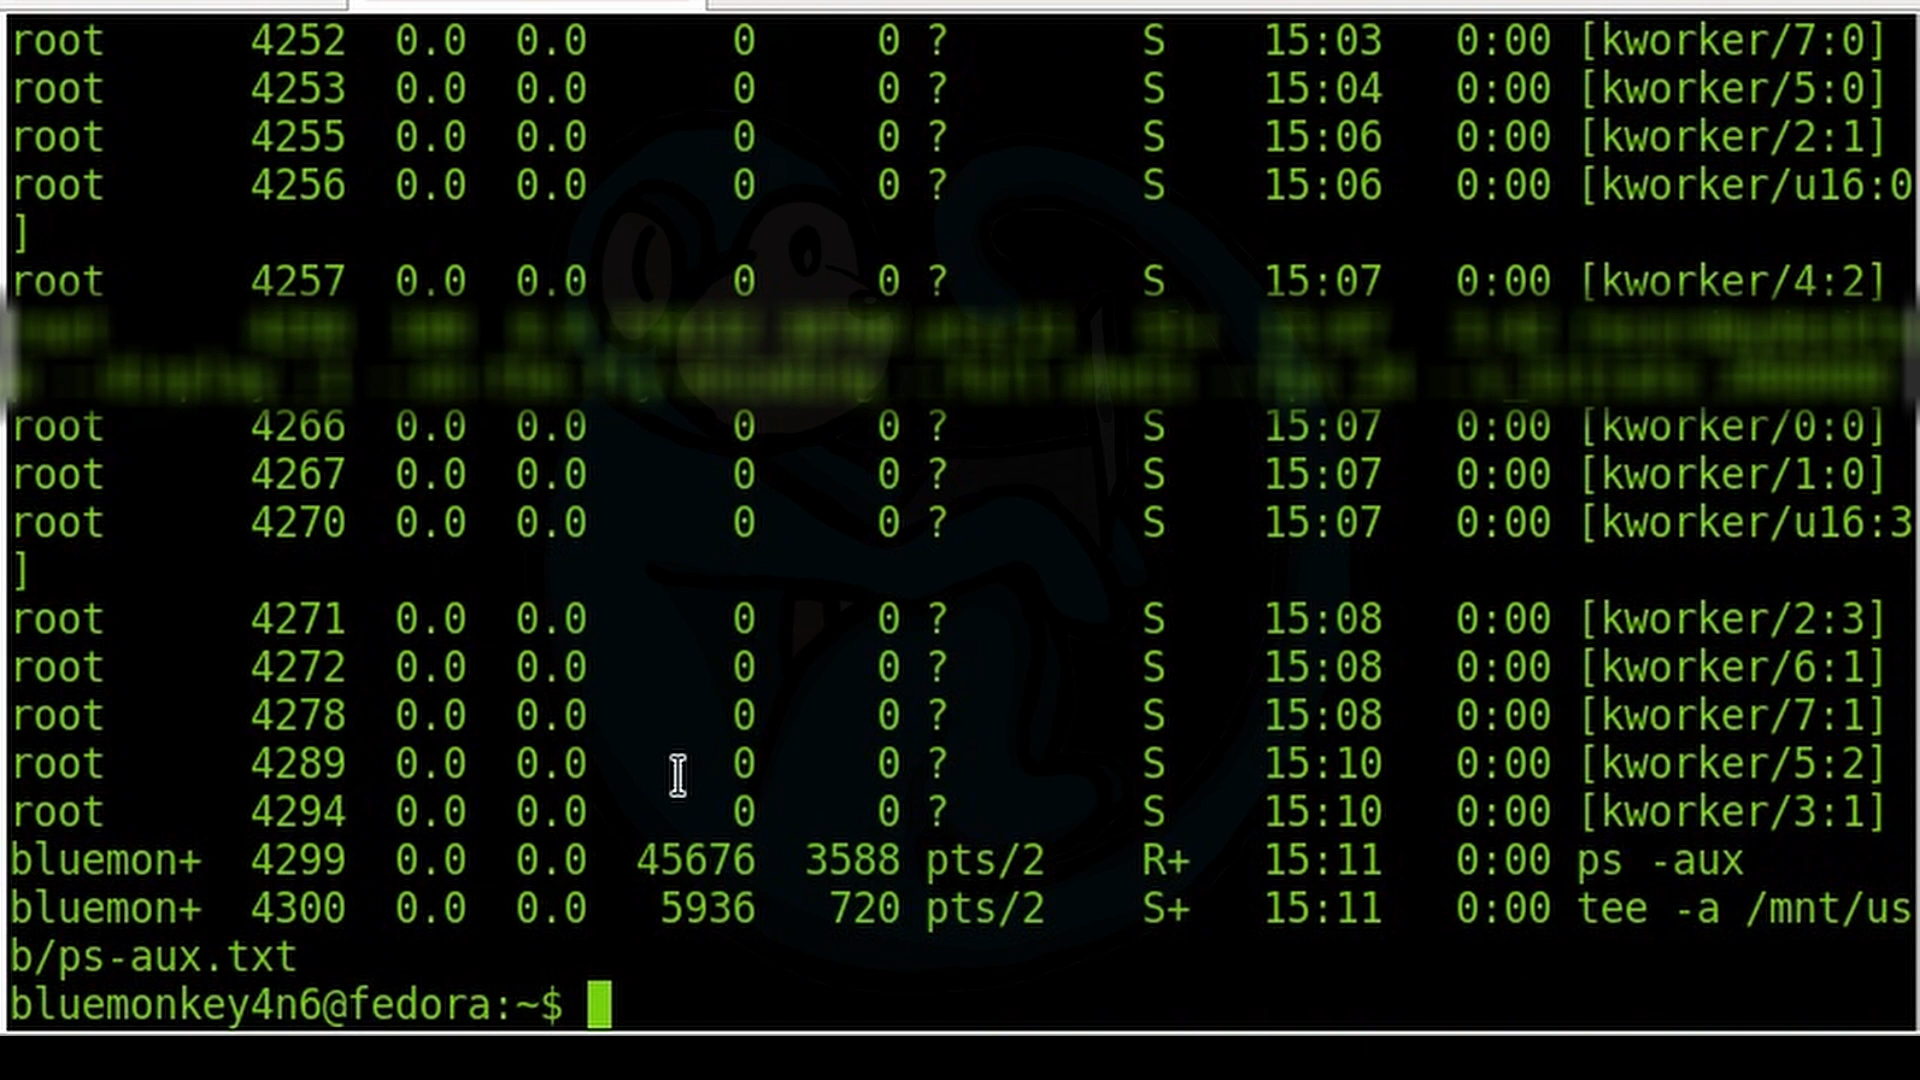 root 4252 0.0 0.0 0 0 ? S 15:03 0:00 [kworker/7:0]
root 4253 0.0 0.0 0 0 ? S 15:04 0:00 [kworker/5:0]
root 4255 0.0 0.0 0 0 ? S 15:06 0:00 [kworker/2:1]
root 4256 0.0 0.0 0 0 ? S 15:06 0:00 [kworker/u16:0
]
root 4257 0.0 0.0 0 0 ? S 15:07 0:00 [kworker/4:2]
root 4266 0.0 0.0 0 0 ? S 15:07 0:00 [kworker/0:0]
root 4267 0.0 0.0 0 0 ? S 15:07 0:00 [kworker/1:0]
root 4270 0.0 0.0 0 0 ? S 15:07 0:00 [kworker/u16:3
]
root 4271 0.0 0.0 0 0 ? S 15:08 0:00 [kworker/2:3]
root 4272 0.0 0.0 0 0 ? S 15:08 0:00 [kworker/6:1]
root 4278 0.0 0.0 0 0 ? S 15:08 0:00 [kworker/7:1]
root 4289 0.0 0.0 0 0 ? S 15:10 0:00 [kworker/5:2]
root 4294 0.0 0.0 0 0 ? S 15:10 0:00 [kworker/3:1]
bluemon+ 4299 0.0 0.0 45676 3588 pts/2 R+ 15:11 0:00 ps -aux
bluemon+ 4300 0.0 0.0 5936 720 pts/2 S+ 15:11 0:00 tee -a /mnt/us
b/ps-aux.txt
bluemonkey4n6@fedora:~$